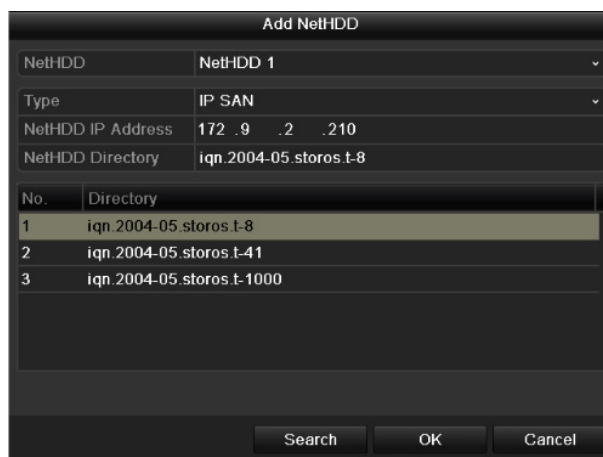 Add NetHDD
NetHDD NetHDD 1
Type IP SAN
NetHDD IP Address 172 .9 .2 .210
NetHDD Directory iqn.2004-05.storos.t-8
No. Directory
1 iqn.2004-05.storos.t-8
2 iqn.2004-05.storos.t-41
3 iqn.2004-05.storos.t-1000
Search OK Cancel